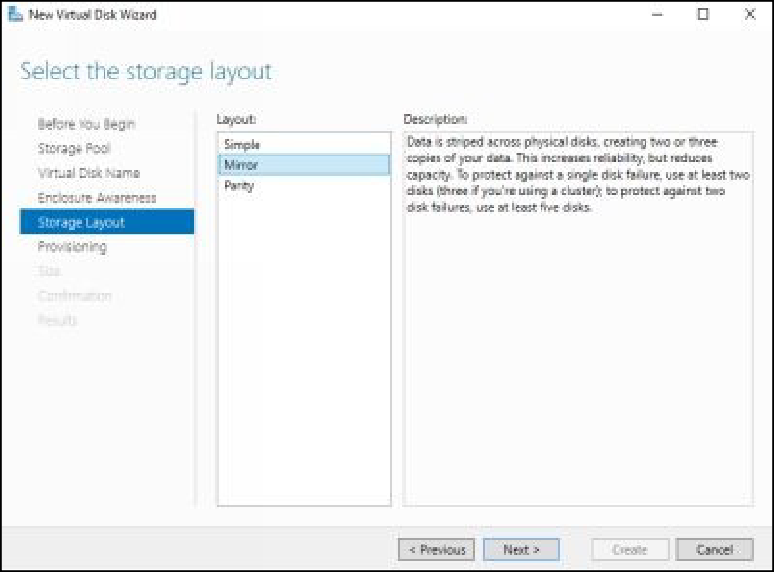 New Virtual Disk Wizard
Select the storage layout
Before You Begin
Storage Pool
Virtual Disk Name
Enclosure Awareness
Storage Layout
Provisioning
Size
Confirmation
Results
Layout:
Simple
Mirror
Parity
Description:
Data is striped across physical disks, creating two or three
copies of your data. This increases reliability, but reduces
capacity. To protect against a single disk failure, use at least two
disks (three if you're using a cluster); to protect against two
disk failures, use at least five disks.
< Previous
Next >
Create
Cancel